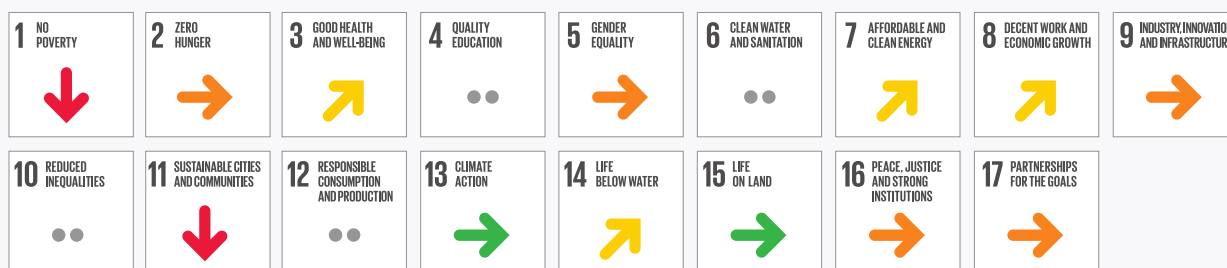 1 NO
POVERTY
2 ZERO
HUNGER
3 GOOD HEALTH
AND WELL-BEING
4 QUALITY
EDUCATION
5 GENDER
EQUALITY
6 CLEAN WATER
AND SANITATION
7 AFFORDABLE AND
CLEAN ENERGY
8 DECENT WORK AND
ECONOMIC GROWTH
9 INDUSTRY, INNOVATIO
AND INFRASTRUCTUR
10 REDUCED
INEQUALITIES
11 SUSTAINABLE CITIES
AND COMMUNITIES
12 RESPONSIBLE
CONSUMPTION
AND PRODUCTION
13 CLIMATE
ACTION
14 LIFE
BELOW WATER
15 LIFE
ON LAND
16 PEACE, JUSTICE
AND STRONG
INSTITUTIONS
17 PARTNERSHIPS
FOR THE GOALS